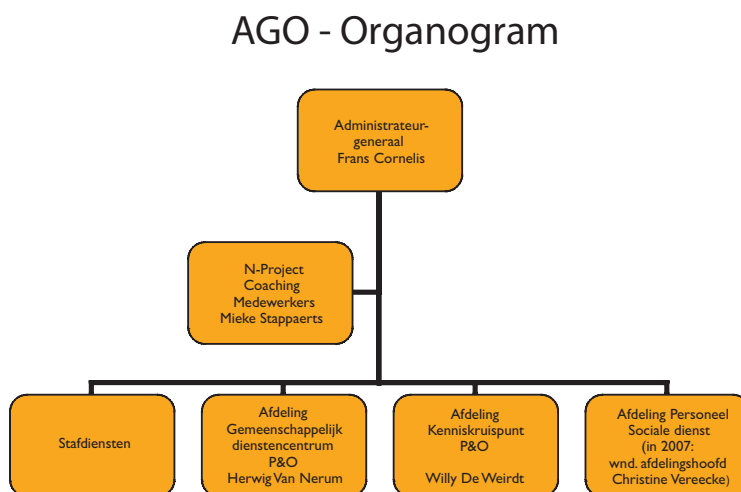 AGO - Organogram
Administrateur-
generaal
Frans Cornelis
N-Project
Coaching
Medewerkers
Mieke Stappaerts
Stafdiensten
Afdeling
Gemeenschappelijk
dienstencentrum
P&O
Herwig Van Nerum
Afdeling
Kenniskruispunt
P&O
Willy De Weirdt
Afdeling Personeel
Sociale dienst
(in 2007:
wnd. afdelingshoofd
Christine Vereecke)